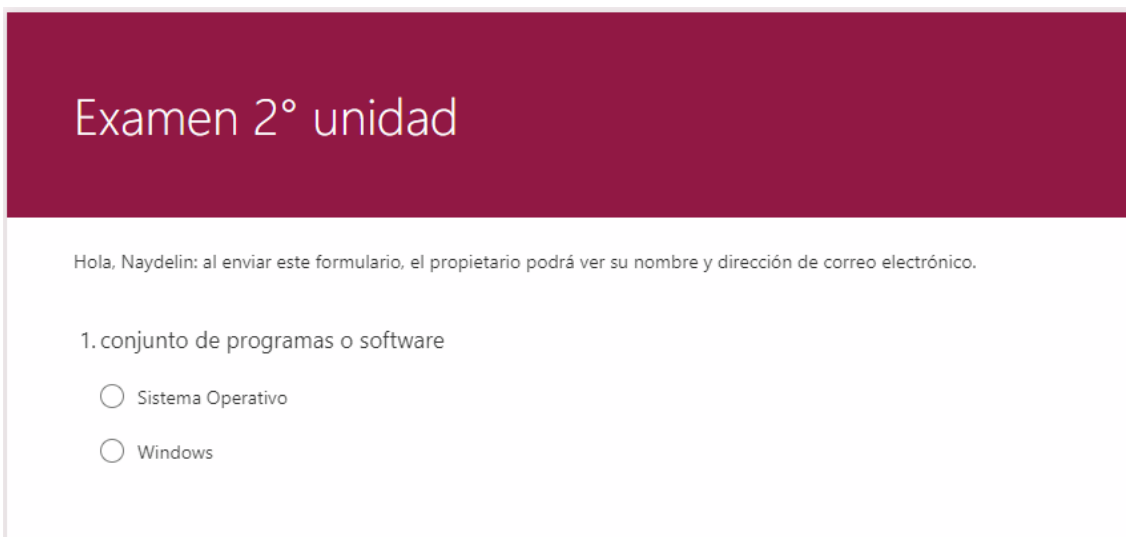 Examen 2° unidad
Hola, Naydelin: al enviar este formulario, el propietario podrá ver su nombre y dirección de correo electrónico.
1. conjunto de programas o software
Sistema Operativo
Windows